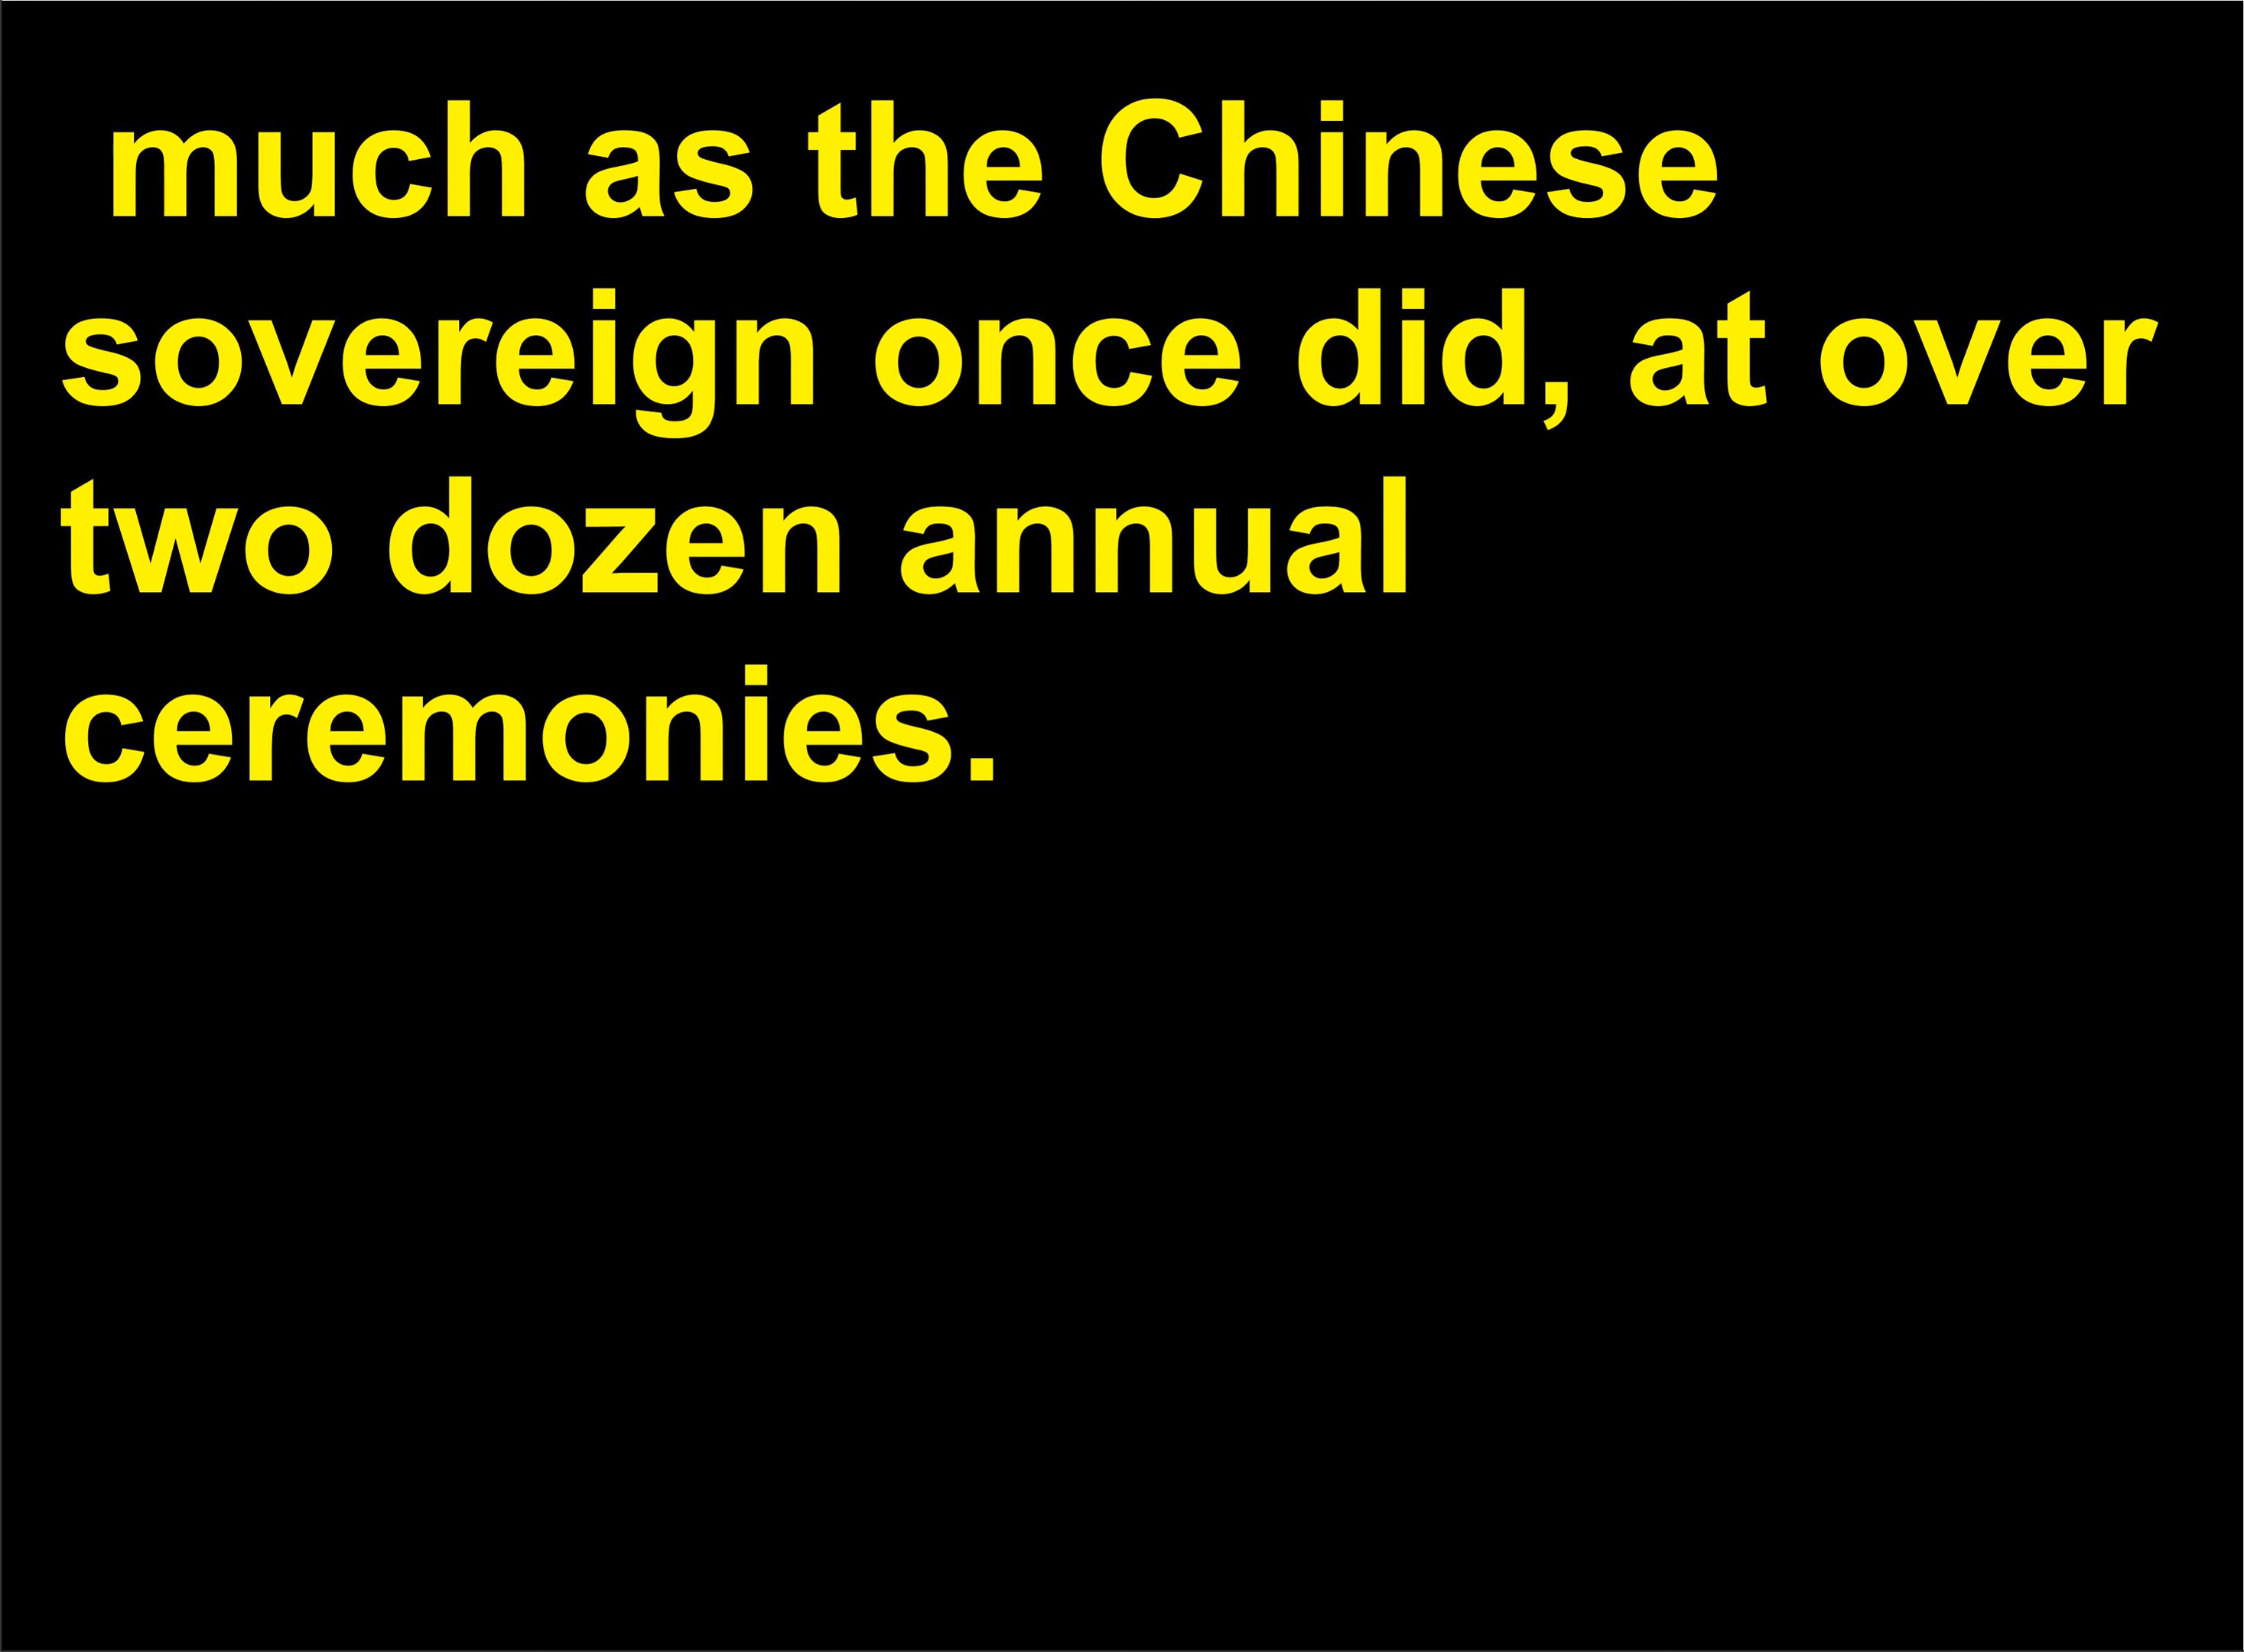 much as the Chinese
sovereign once did, at over
two dozen annual
ceremonies.